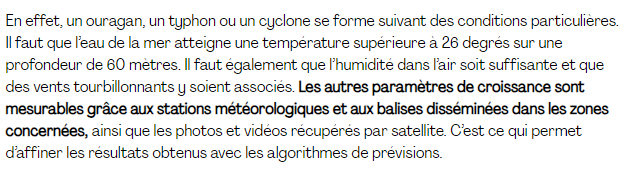 En effet, un ouragan, un typhon ou un cyclone se forme suivant des conditions particulières.
Il faut que l'eau de la mer atteigne une température supérieure à 26 degrés sur une
profondeur de 60 mètres. Il faut également que l'humidité dans l'air soit suffisante et que
des vents tourbillonnants y soient associés. Les autres paramètres de croissance sont
mesurables grâce aux stations météorologiques et aux balises disséminées dans les zones
concernées, ainsi que les photos et vidéos récupérés par satellite. C'est ce qui permet
d'affiner les résultats obtenus avec les algorithmes de prévisions.